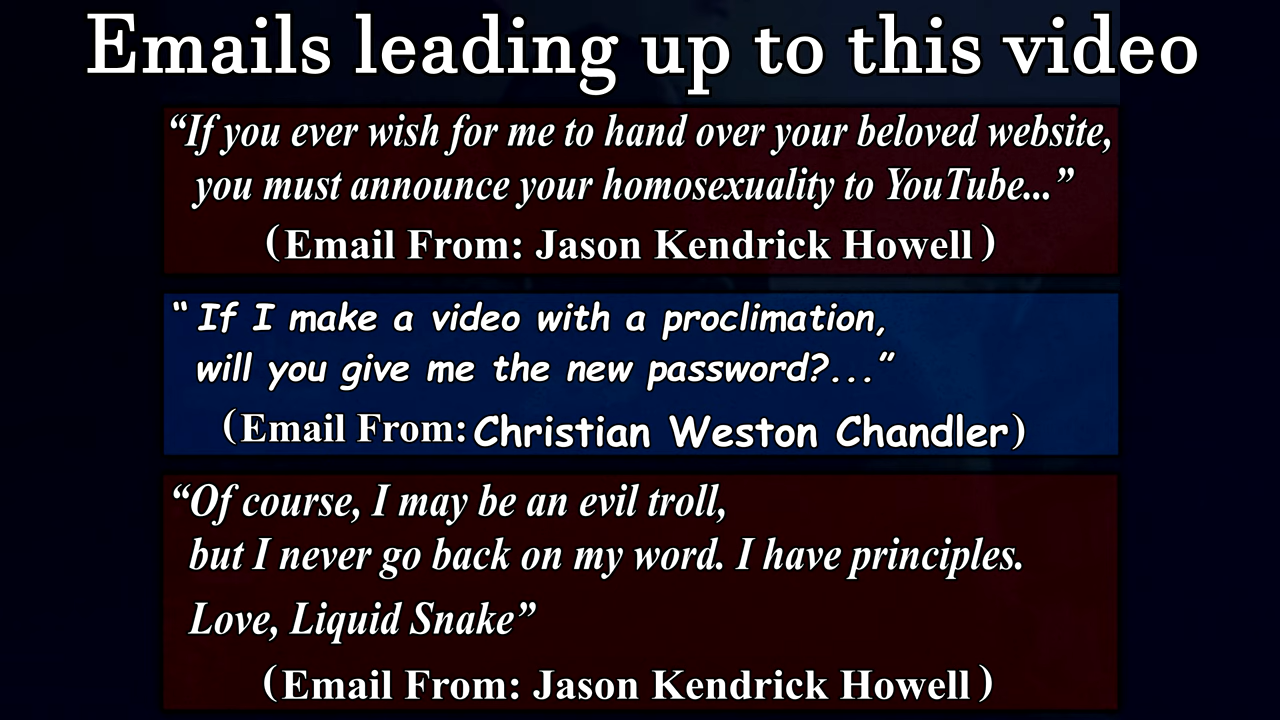 Emails leading up to this video
“If you ever wish for me to hand over your beloved website,
you must announce your homosexuality to YouTube...”
(Email From: Jason Kendrick Howell)
“ If I make a video with a proclimation,
will you give me the new password?...”
(Email From: Christian Weston Chandler)
“Of course, I may be an evil troll,
but I never go back on my word. I have principles.
Love, Liquid Snake”
(Email From: Jason Kendrick Howell)